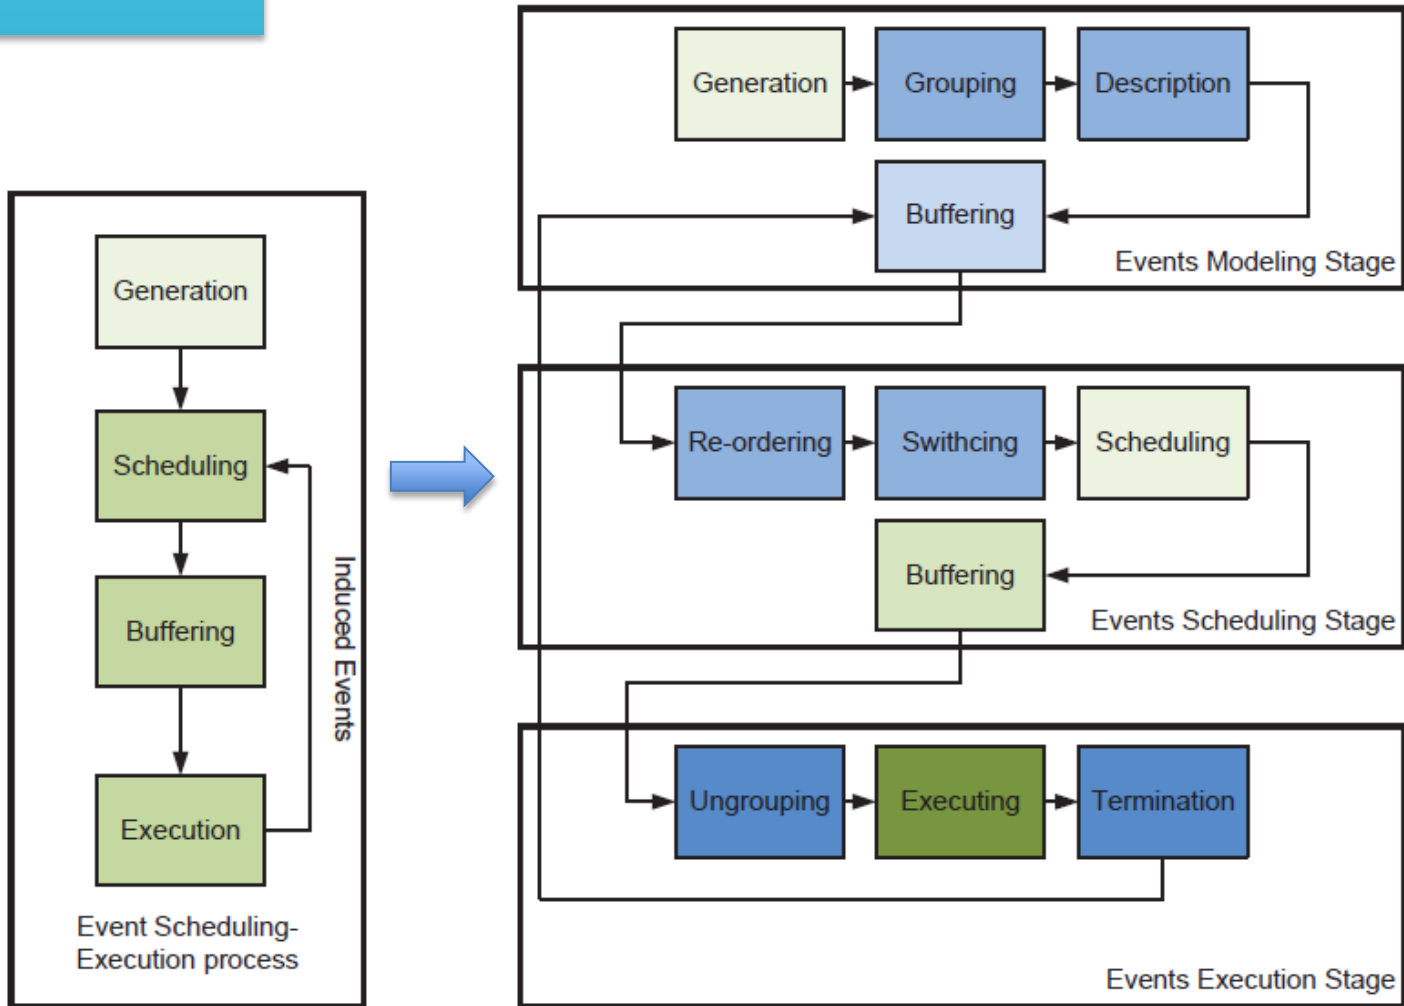 Generation
Scheduling
Buffering
Execution
Induced Events
Event Scheduling-
Execution process
Generation
Grouping
Description
Buffering
Events Modeling Stage
Re-ordering
Swithcing
Scheduling
Buffering
Events Scheduling Stage
Ungrouping
Executing
Termination
Events Execution Stage